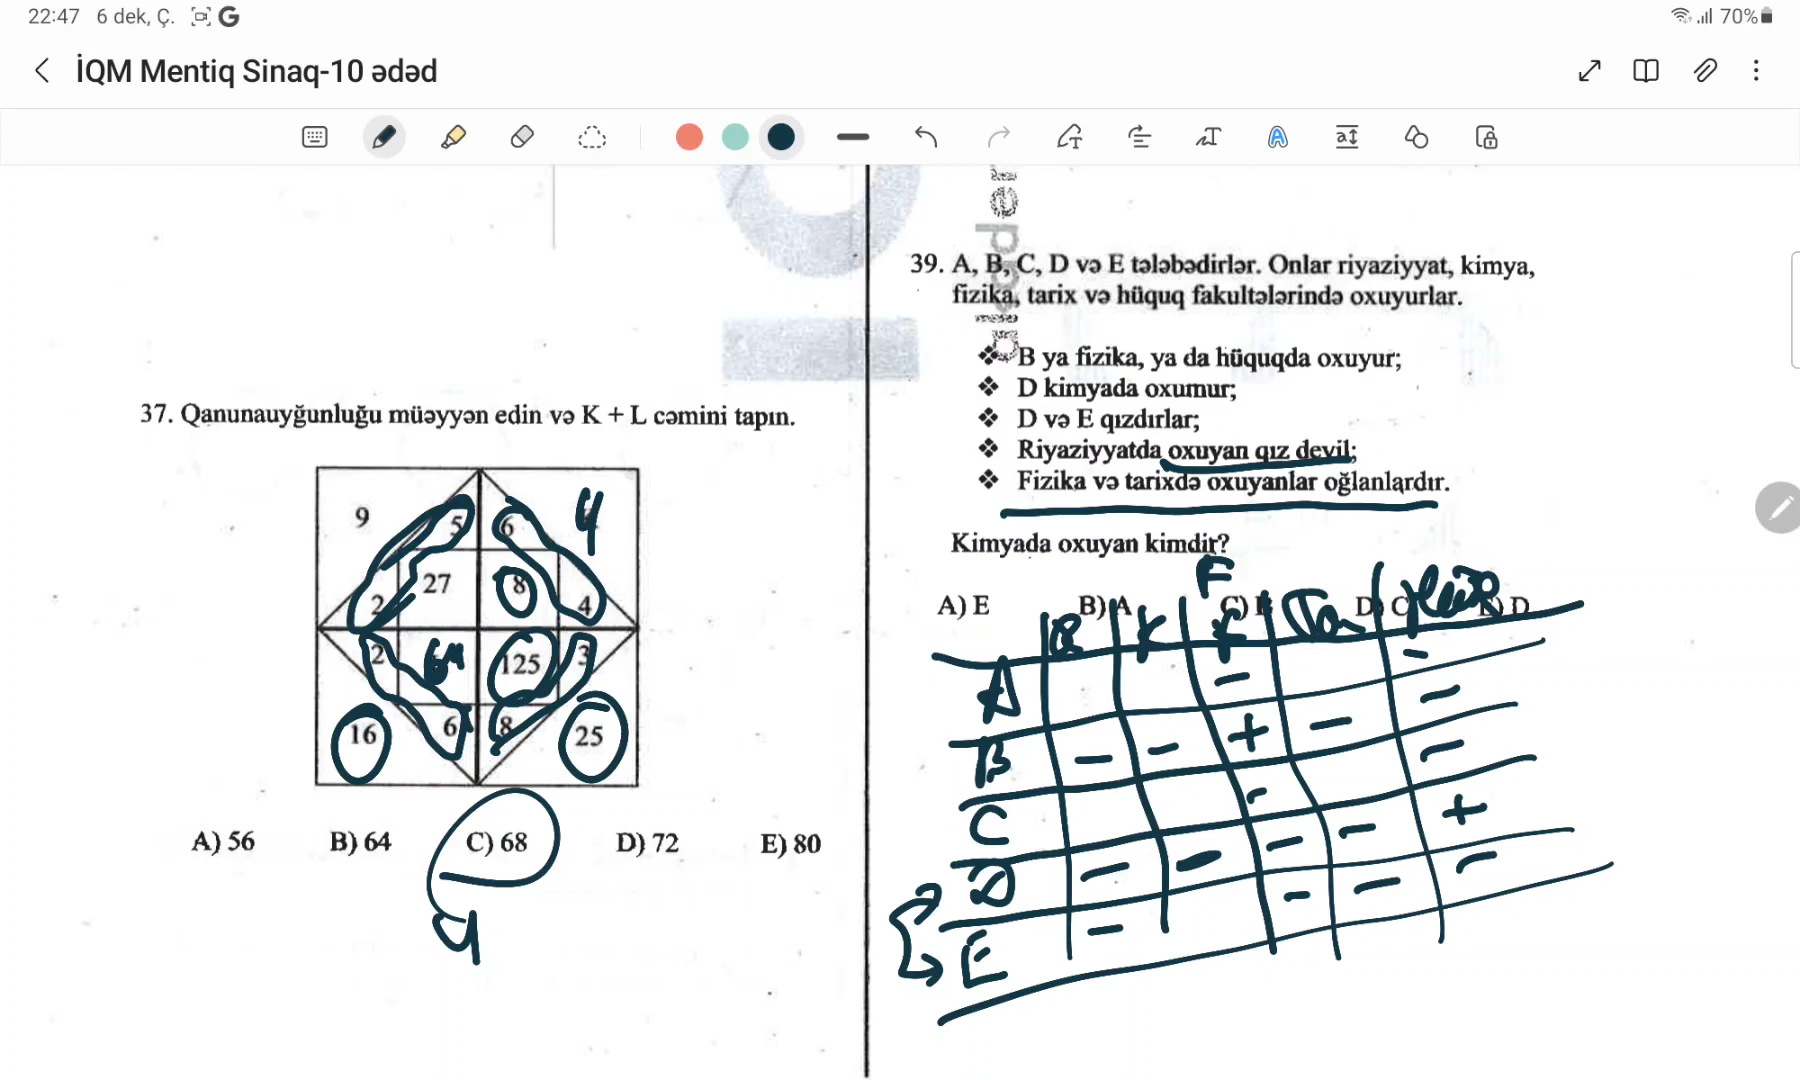 22:47 6 dek, Ç. G
70%
İQM Mentiq Sinaq-10 ədəd
37. Qanunauyğunluğu müəyyən edin və K + L cəmini tapın.
9 5 6 4
27 8
2 4
2 64 125 3
16 6 8 25
A) 56 B) 64 C) 68 D) 72 E) 80
4
39. A, B, C, D və E tələbədirlər. Onlar riyaziyyat, kimya,
fizika, tarix və hüquq fakultələrində oxuyurlar.
❖ B ya fizika, ya da hüquqda oxuyur;
❖ D kimyada oxumur;
❖ D və E qızdırlar;
❖ Riyaziyyatda oxuyan qız deyil;
❖ Fizika və tarixdə oxuyanlar oğlanlardır.
Kimyada oxuyan kimdir?
A) E B) A C) D) C E) D
F
R K
A - -
B - - + - -
C - -
D - - - - +
E - - - -